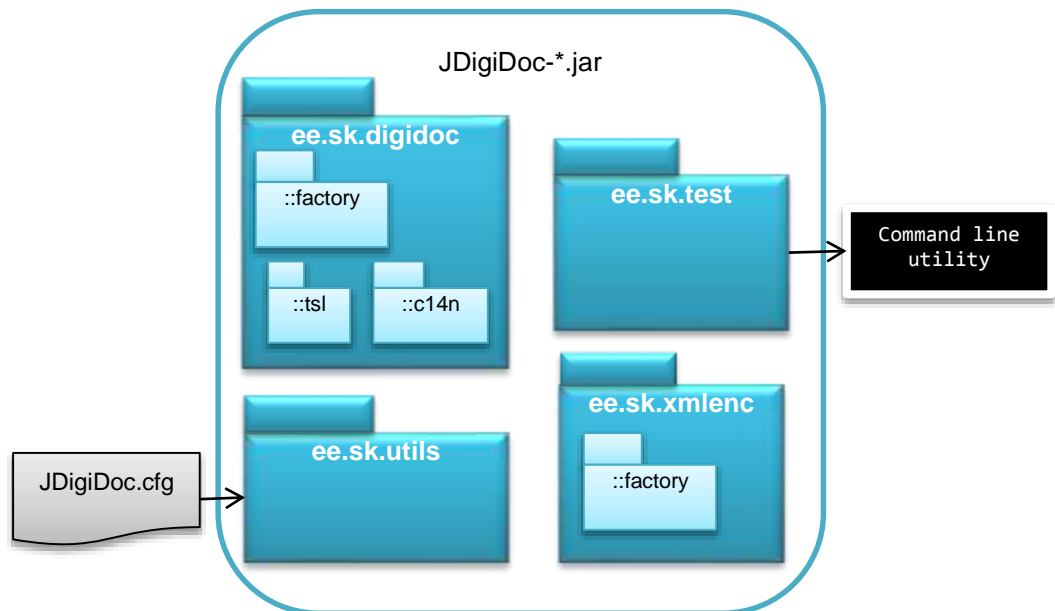 JDigiDoc-*.jar
ee.sk.digidoc
::factory
::tsl
::c14n
ee.sk.test
Command line
utility
ee.sk.utils
ee.sk.xmlenc
::factory
JDigiDoc.cfg